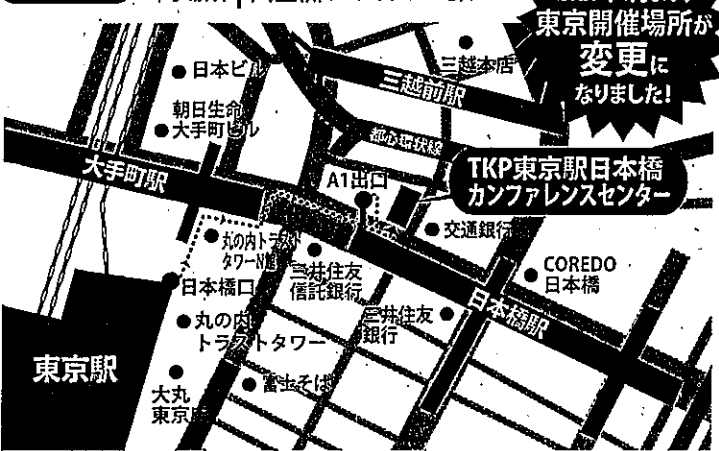 東京開催場所が
変更に
なりました!
日本ビル
三越本店
三越前駅
朝日生命
大手町ビル
都心環状線
大手町駅
A1出口
TKP東京駅日本橋
カンファレンスセンター
交通銀行
丸の内トラスト
タワーN館
三井住友
信託銀行
COREDO
日本橋
日本橋口
日本橋駅
三井住友
銀行
丸の内
トラストタワー
東京駅
富士そば
大丸
東京店